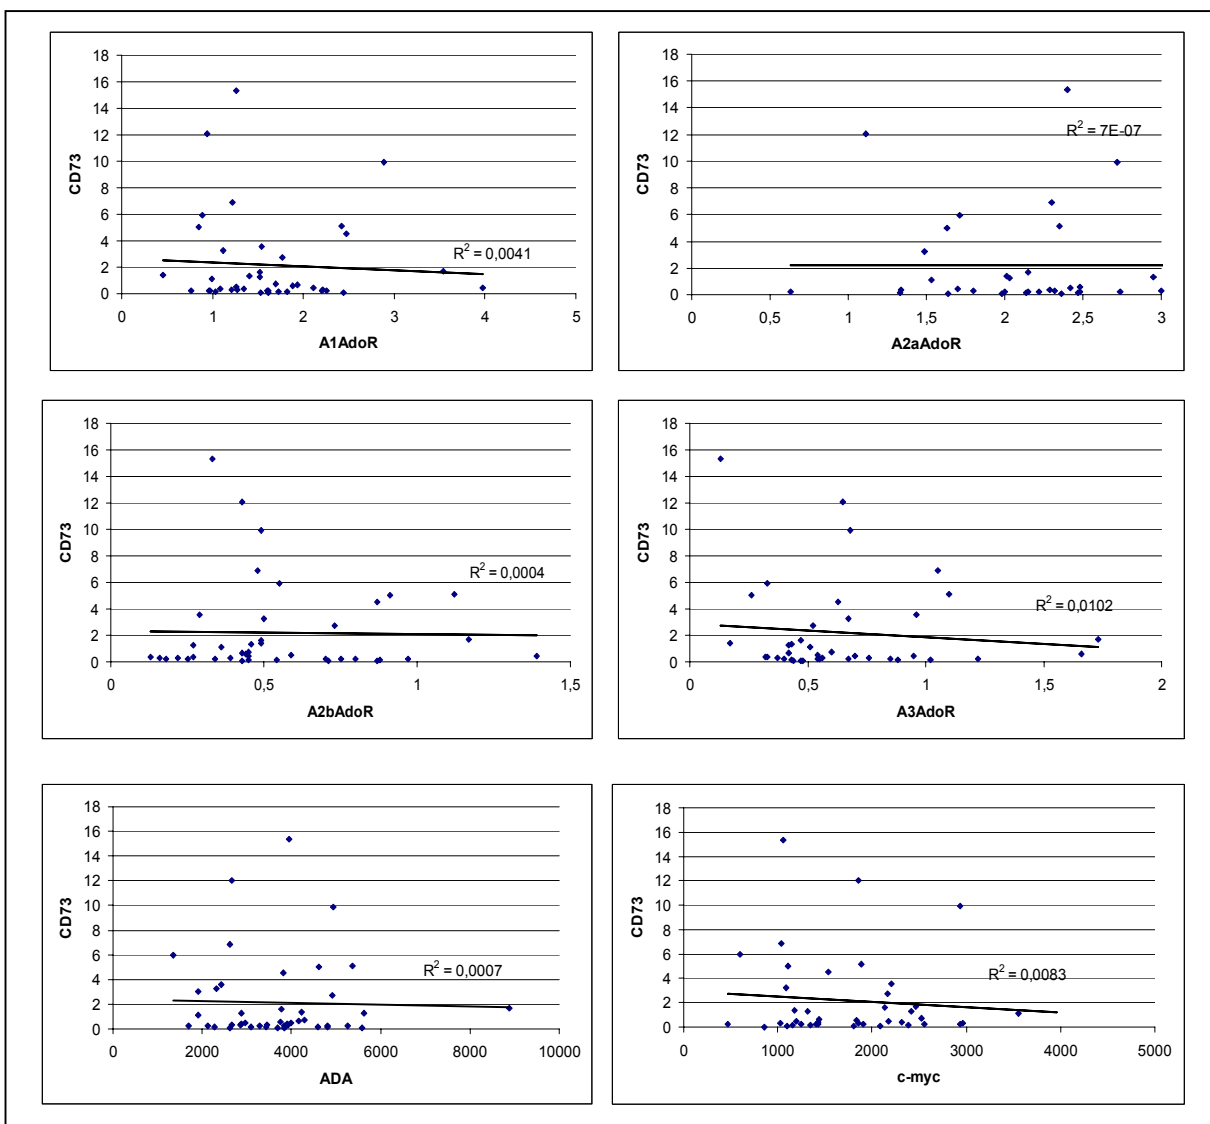 18
16
14
12
10
8
6
4
2
0
CD73
R² = 0,0041
0 1 2 3 4 5
A1AdoR
18
16
14
12
10
8
6
4
2
0
CD73
R² = 7E-07
0 0,5 1 1,5 2 2,5 3
A2aAdoR
18
16
14
12
10
8
6
4
2
0
CD73
R² = 0,0004
0 0,5 1 1,5
A2bAdoR
18
16
14
12
10
8
6
4
2
0
CD73
R² = 0,0102
0 0,5 1 1,5 2
A3AdoR
18
16
14
12
10
8
6
4
2
0
CD73
R² = 0,0007
0 2000 4000 6000 8000 10000
ADA
18
16
14
12
10
8
6
4
2
0
CD73
R² = 0,0083
0 1000 2000 3000 4000 5000
c-myc